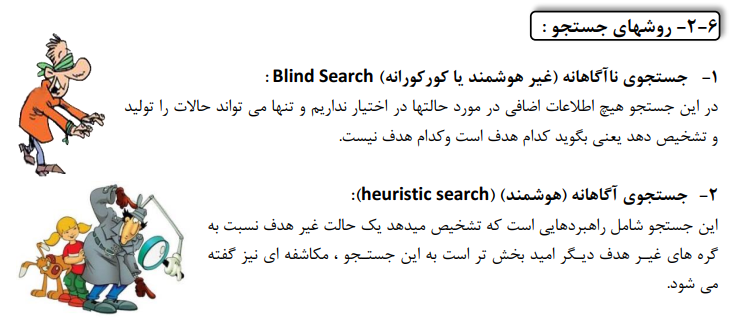 ۲-۶- روشهای جستجو :
۱- جستجوی ناآگاهانه (غیر هوشمند یا کورکورانه) Blind Search :
در این جستجو هیچ اطلاعات اضافی در مورد حالتها در اختیار نداریم و تنها می تواند حالات را تولید
و تشخیص دهد یعنی بگوید کدام هدف است وکدام هدف نیست.
۲- جستجوی آگاهانه (هوشمند) (heuristic search):
این جستجو شامل راهبردهایی است که تشخیص میدهد یک حالت غیر هدف نسبت به
گره های غیـر هدف دیـگر امید بخش تر است به این جستـجو ، مکاشفه ای نیز گفته
می شود.